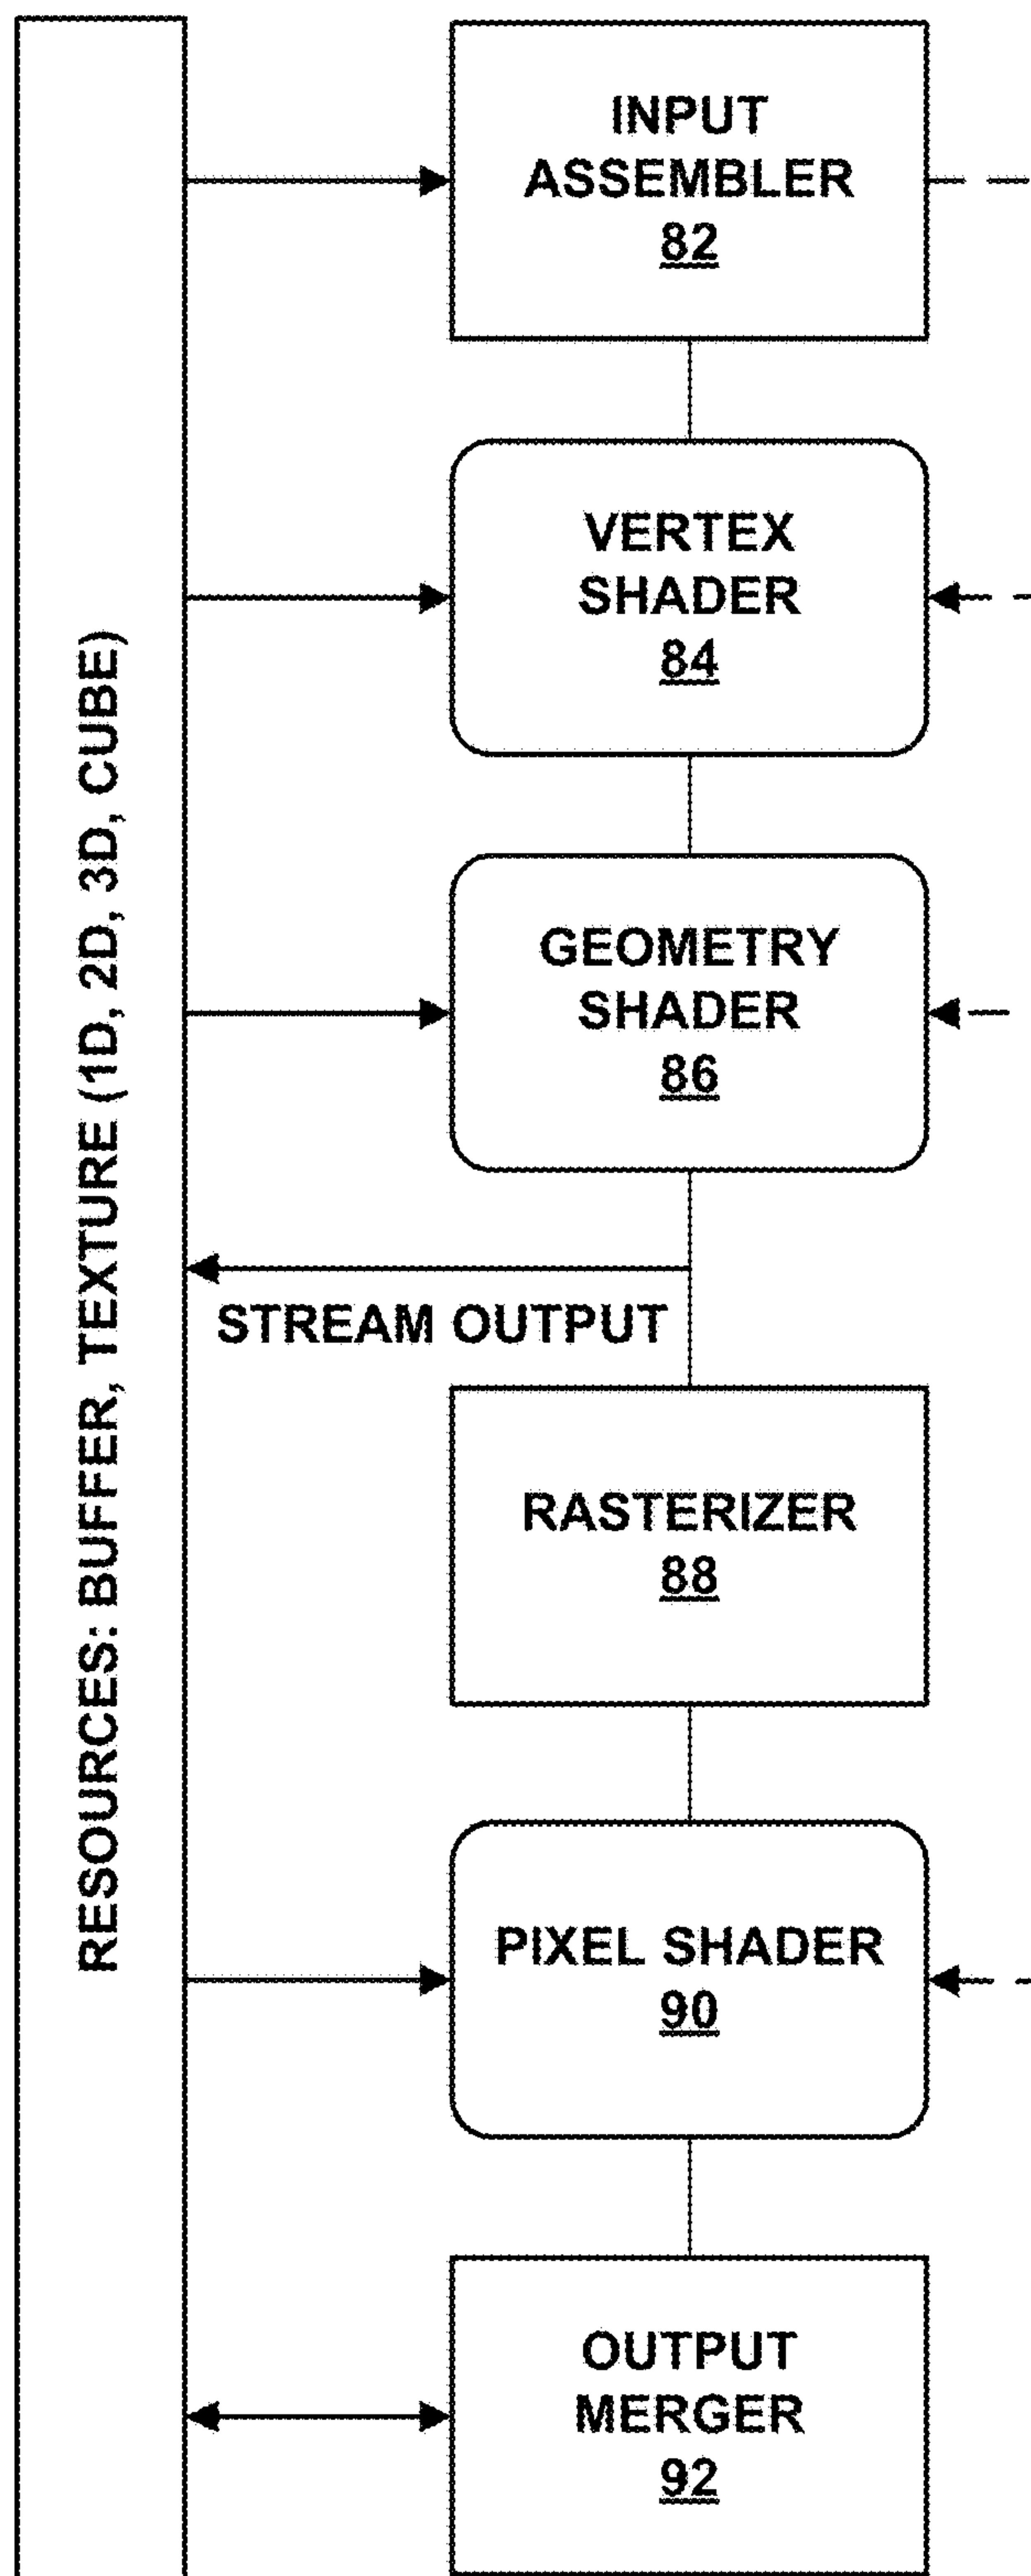 RESOURCES: BUFFER, TEXTURE (1D, 2D, 3D, CUBE)
INPUT
ASSEMBLER
82
VERTEX
SHADER
84
GEOMETRY
SHADER
86
STREAM OUTPUT
RASTERIZER
88
PIXEL SHADER
90
OUTPUT
MERGER
92